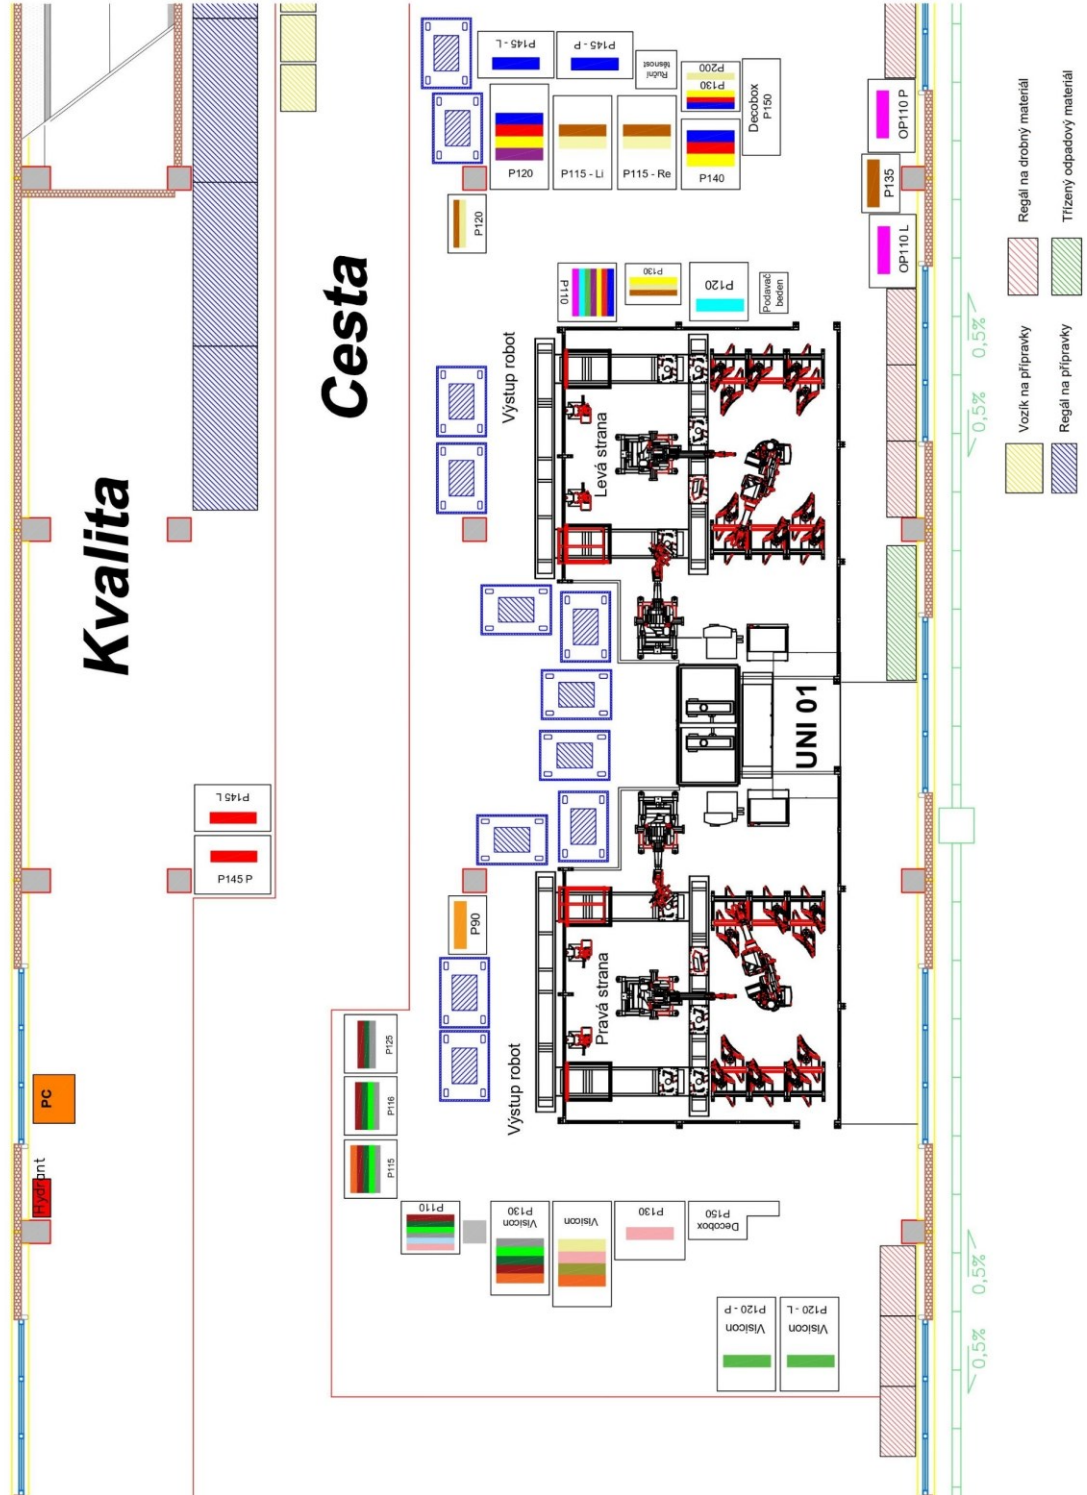 P145 - L
P145 - P
Ruční
těsnost
P200
P130
Decobox
P150
P120
P115 - Li
P115 - Re
P140
OP110 P
P135
OP110 L
P120
P110
P130
P120
Podavač
beden
Regál na drobný materiál
Třízený odpadový materiál
Vozík na přípravky
Regál na přípravky
0,5%
0,5%
Cesta
Kvalita
Výstup robot
Levá strana
UNI 01
P145 L
P145 P
P90
Pravá strana
Výstup robot
P125
P116
P115
PC
Hydrant
P110
Visicon
P130
Visicon
P130
Decobox
P150
Visicon
P120 - P
Visicon
P120 - L
0,5%
0,5%